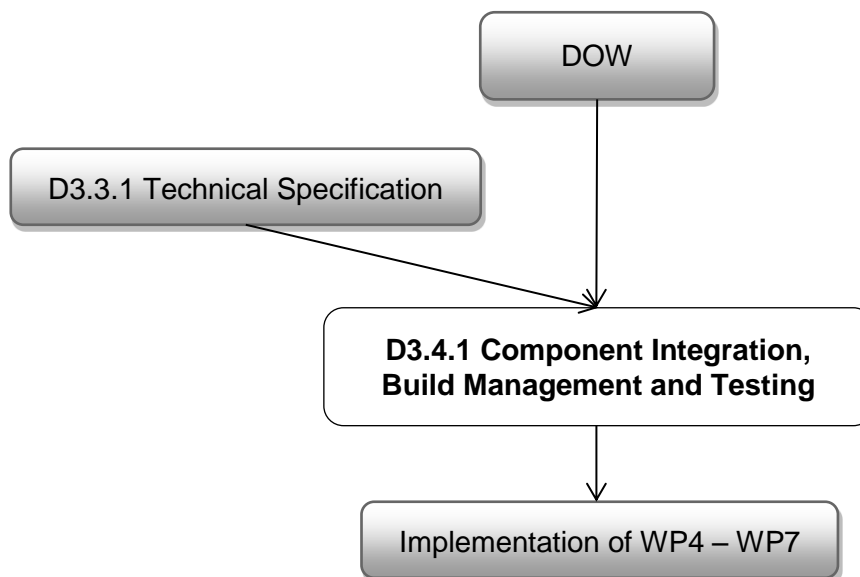 DOW
D3.3.1 Technical Specification
D3.4.1 Component Integration,
Build Management and Testing
Implementation of WP4 – WP7